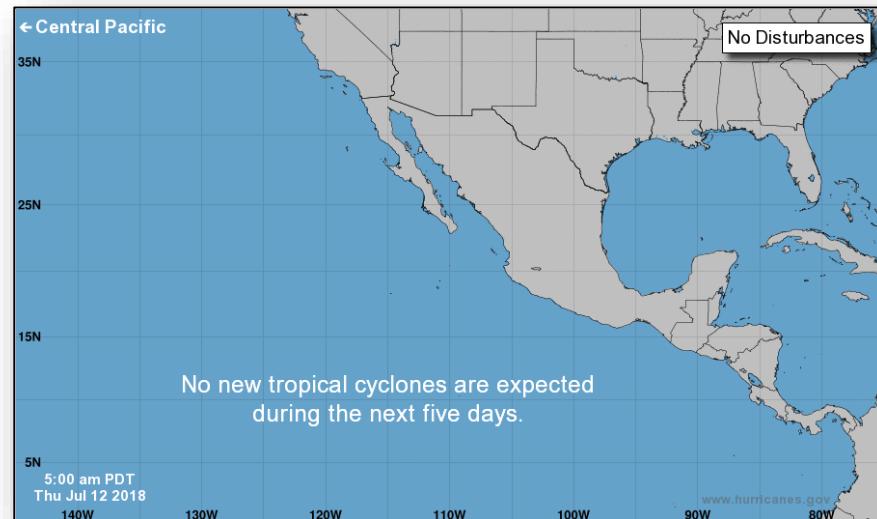 ← Central Pacific
No Disturbances
35N
25N
15N
No new tropical cyclones are expected
during the next five days.
5N
5:00 am PDT
Thu Jul 12 2018
www.hurricanes.gov
140W 130W 120W 110W 100W 90W 80W